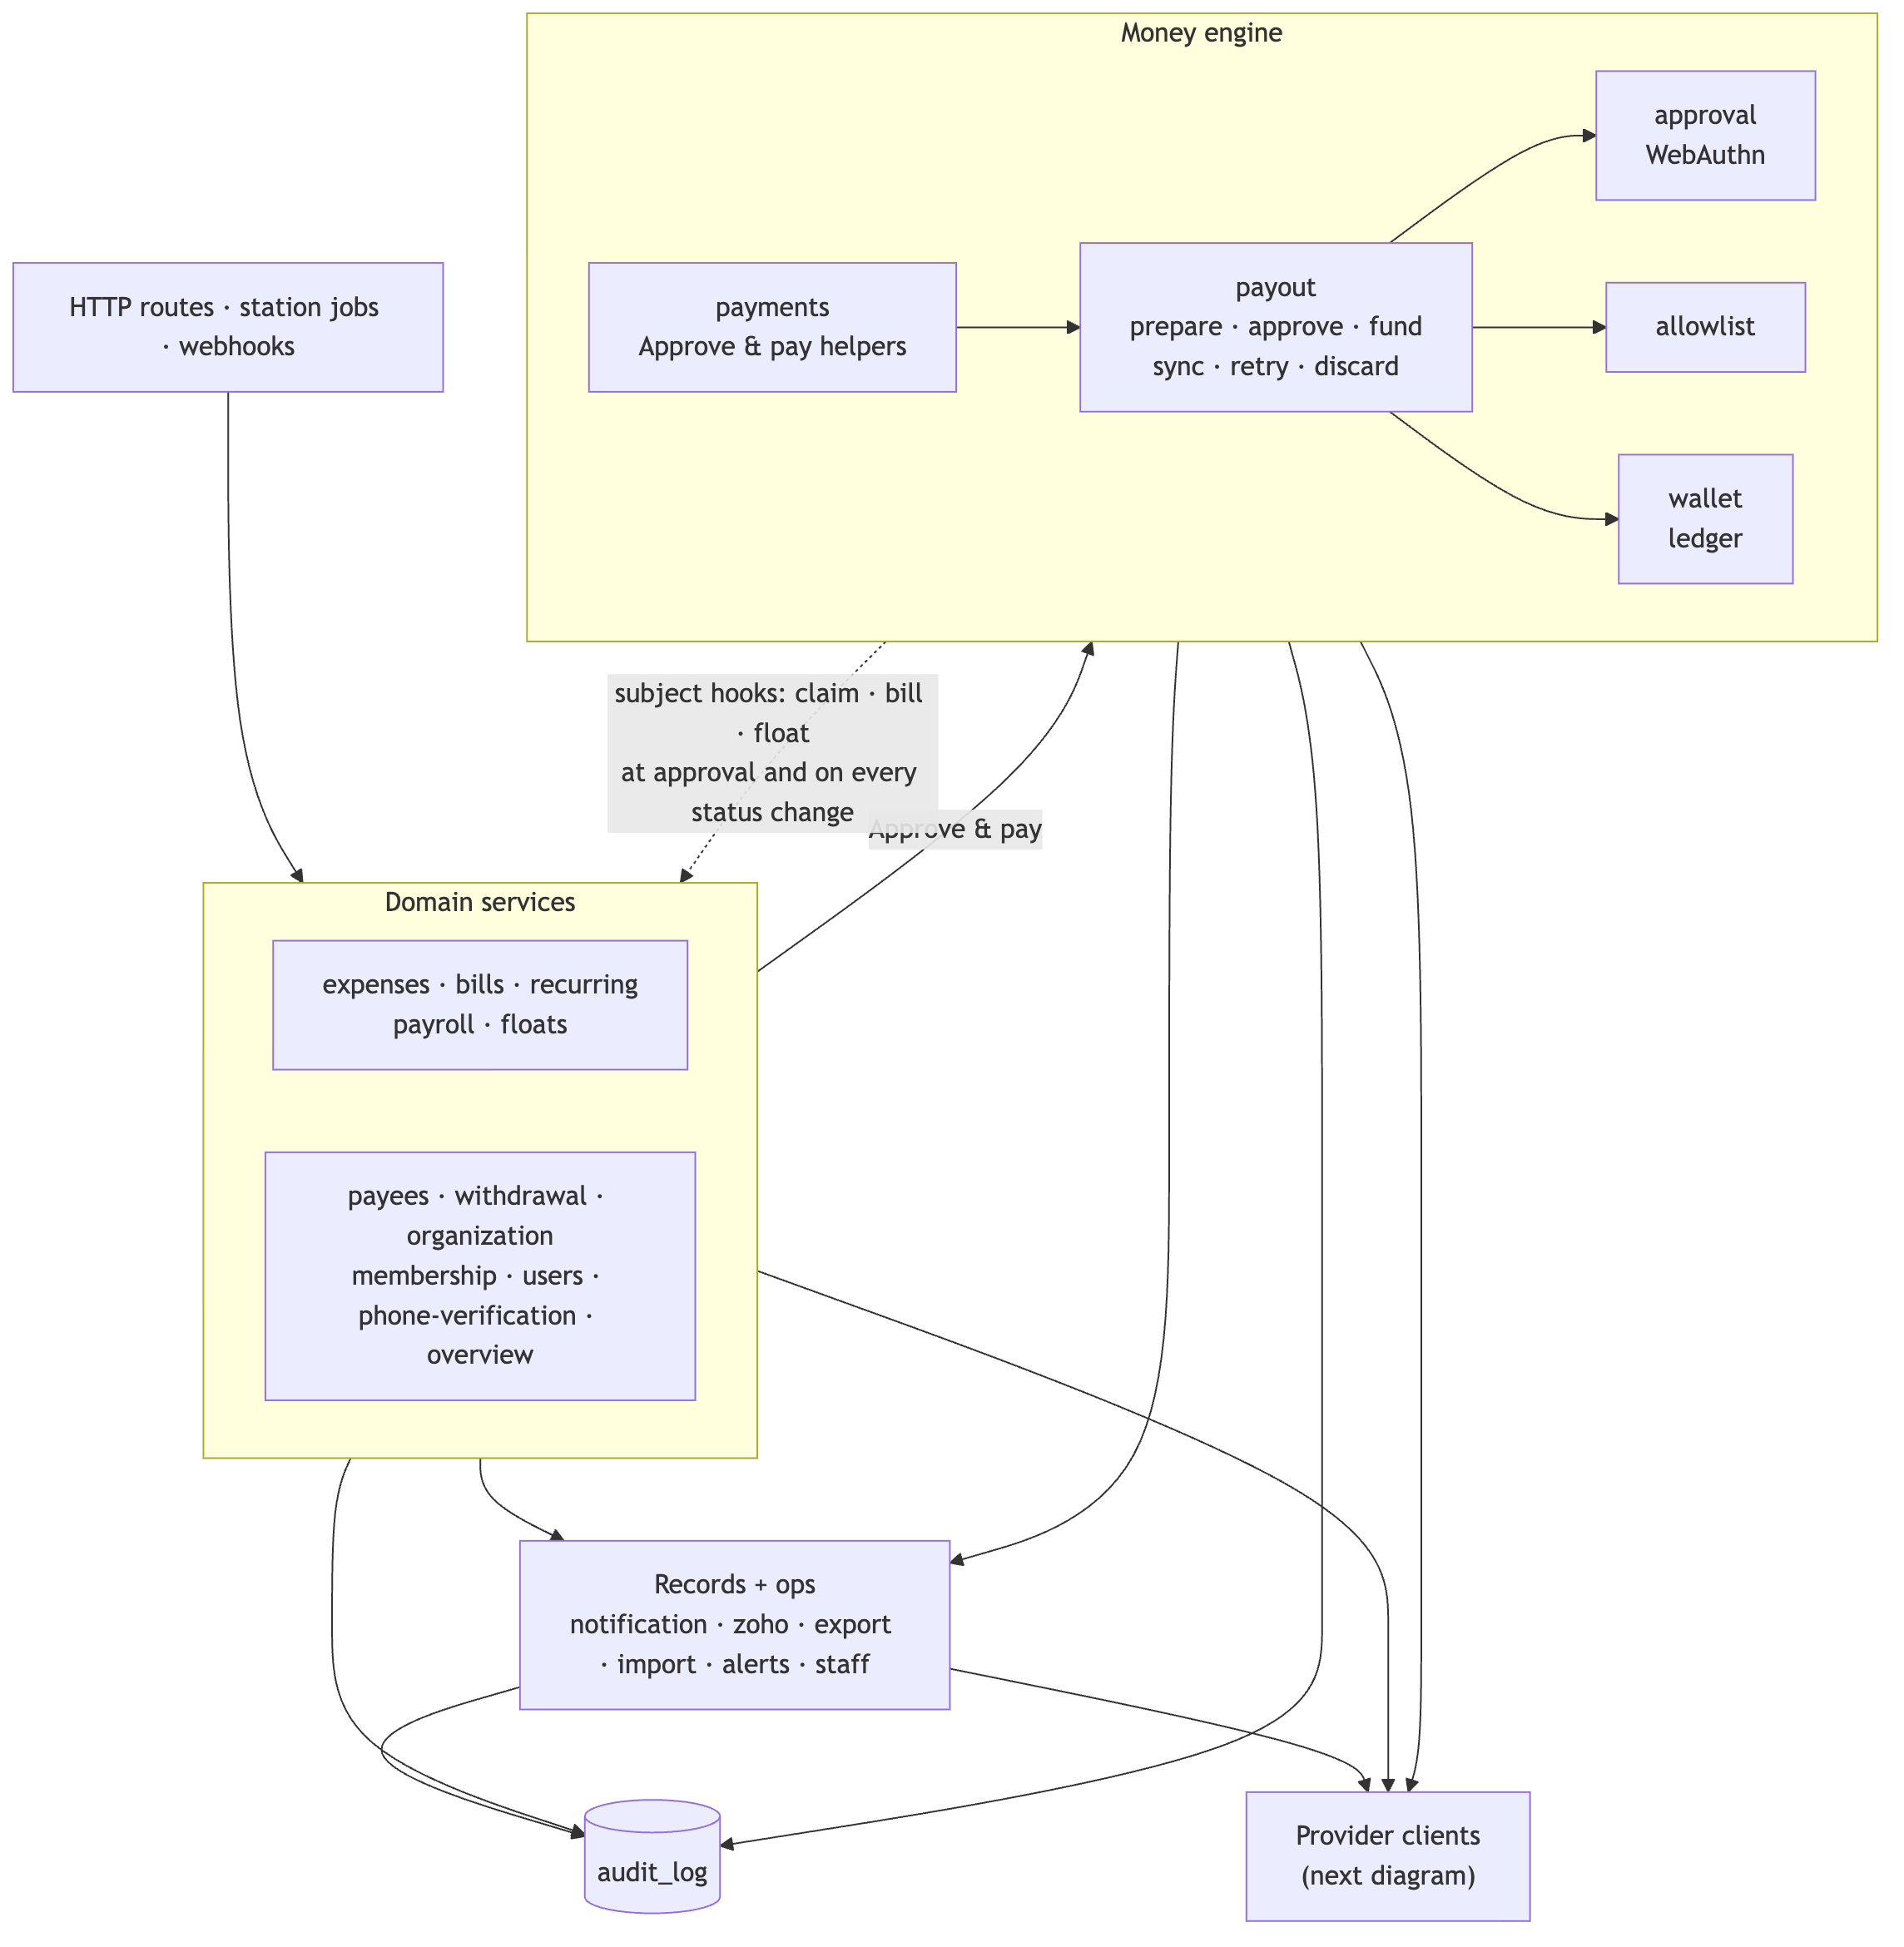 Money engine
approval
WebAuthn
HTTP routes · station jobs
· webhooks
payments
Approve & pay helpers
payout
prepare · approve · fund
sync · retry · discard
allowlist
wallet
ledger
subject hooks: claim · bill
· float
at approval and on every
status change
Approve & pay
Domain services
expenses · bills · recurring
payroll · floats
payees · withdrawal ·
organization
membership · users ·
phone-verification ·
overview
Records + ops
notification · zoho · export
· import · alerts · staff
audit_log
Provider clients
(next diagram)